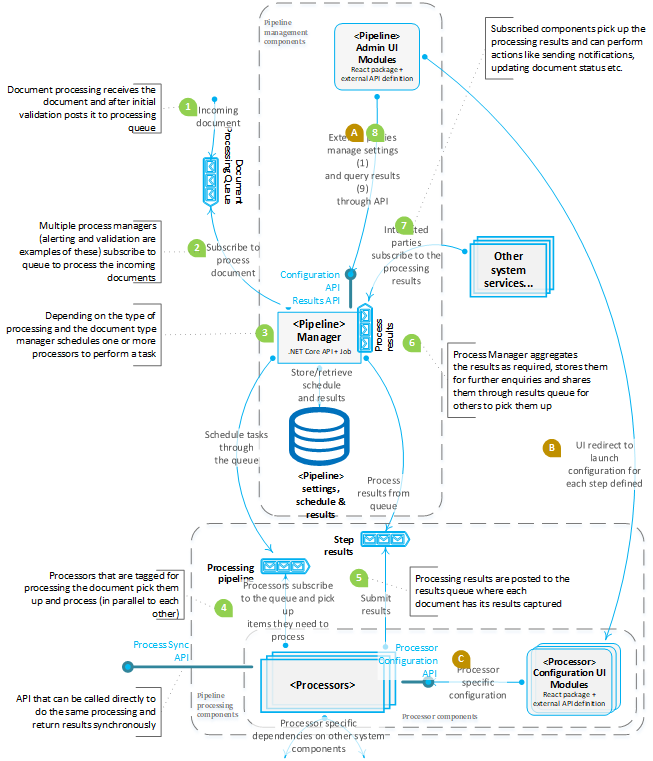 Pipeline
management
components
<Pipeline>
Admin UI
Modules
React package +
external API definition
Subscribed components pick up the
processing results and can perform
actions like sending notifications,
updating document status etc.
Document processing receives the
document and after initial
validation posts it to processing
queue
1
Incoming
document
Document
Processing Queue
A
8
External parties
manage settings
(1)
and query results
(9)
through API
7
Integrated
parties
subscribe to the
processing
results
Multiple process managers
(alerting and validation are
examples of these) subscribe to
queue to process the incoming
documents
2
Subscribe to
process
document
Other
system
services...
Configuration
API
Results API
Depending on the type of
processing and the document type
manager schedules one or more
processors to perform a task
3
<Pipeline>
Manager
.NET Core API + Job
Process
results
6
Process Manager aggregates
the results as required, stores them
for further enquiries and shares
them through results queue for
others to pick them up
Store/retrieve
schedule
and results
Schedule tasks
through
the queue
<Pipeline>
settings,
schedule &
results
Process
results from
queue
B
UI redirect to
launch
configuration for
each step defined
Step
results
Processing
pipeline
Processors that are tagged for
processing the document pick them
up and process (in parallel to each
other)
4
Processors subscribe
to the queue and pick
up
items they need to
process
5
Submit
results
Processing results are posted to the
results queue where each
document has its results captured
Process Sync
API
Processor
Configuration
API
C
Processor
specific
configuration
<Processors>
<Processor>
Configuration UI
Modules
React package +
external API definition
API that can be called directly to
do the same processing and
return results synchronously
Pipeline
processing components
Processor components
Processor specific
dependencies on other system
components